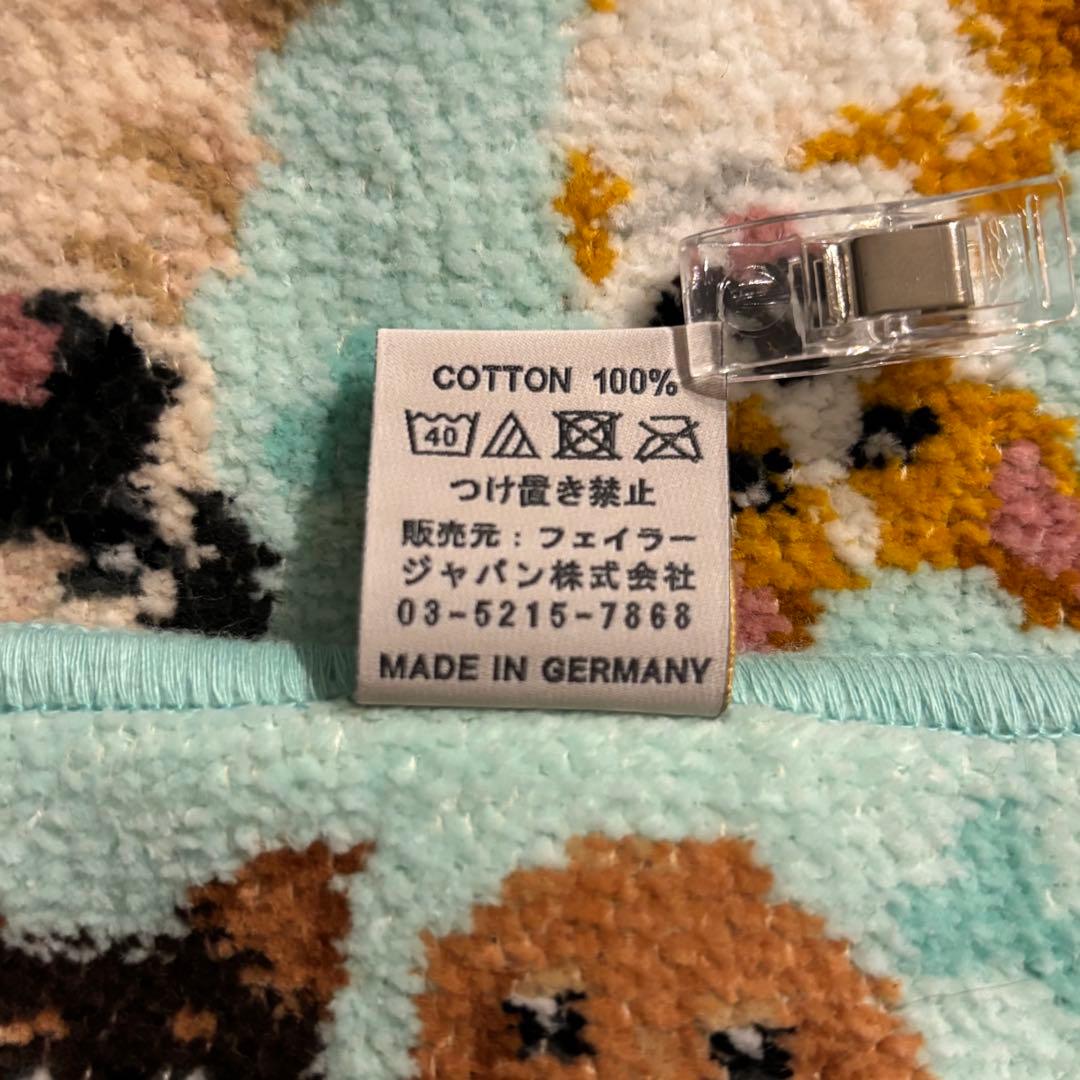 COTTON 100%
40
つけ置き禁止
販売元：フェイラー
ジャパン株式会社
03-5215-7868
MADE IN GERMANY